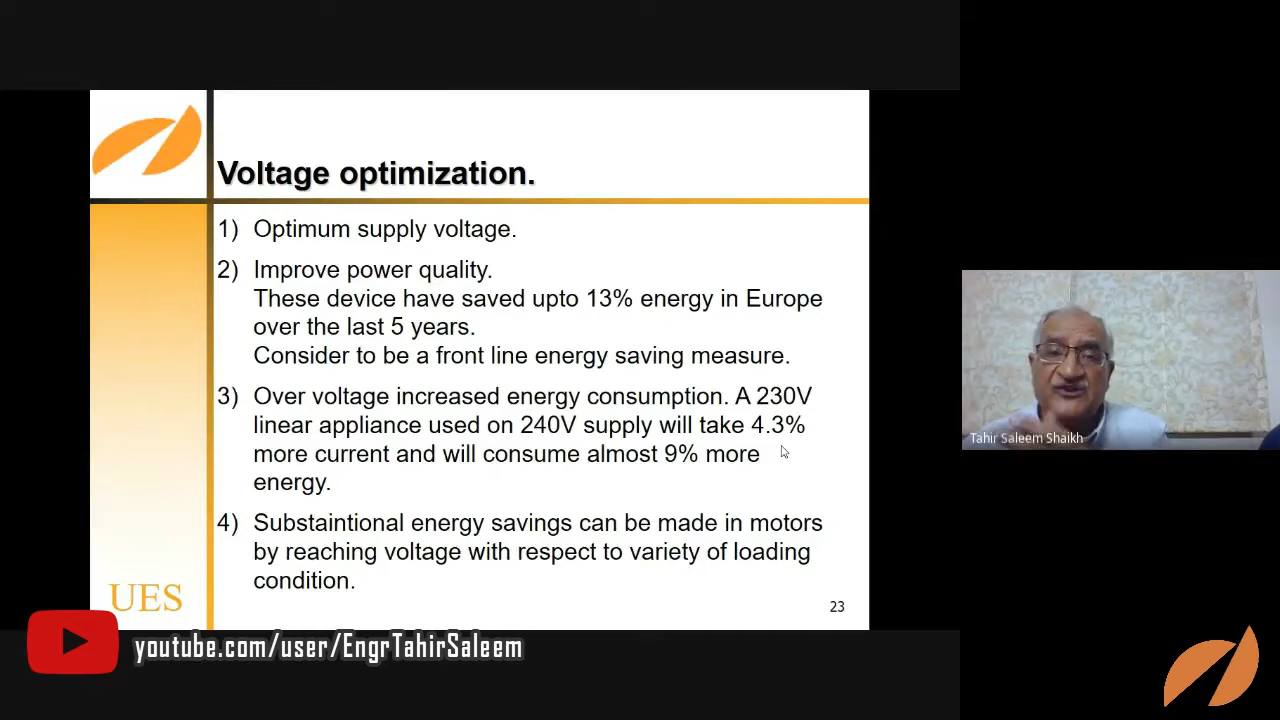 Voltage optimization.
1) Optimum supply voltage.
2) Improve power quality.
These device have saved upto 13% energy in Europe
over the last 5 years.
Consider to be a front line energy saving measure.
3) Over voltage increased energy consumption. A 230V
linear appliance used on 240V supply will take 4.3%
more current and will consume almost 9% more
energy.
4) Substaintional energy savings can be made in motors
by reaching voltage with respect to variety of loading
condition.
UES
23
Tahir Saleem Shaikh
youtube.com/user/EngrTahirSaleem